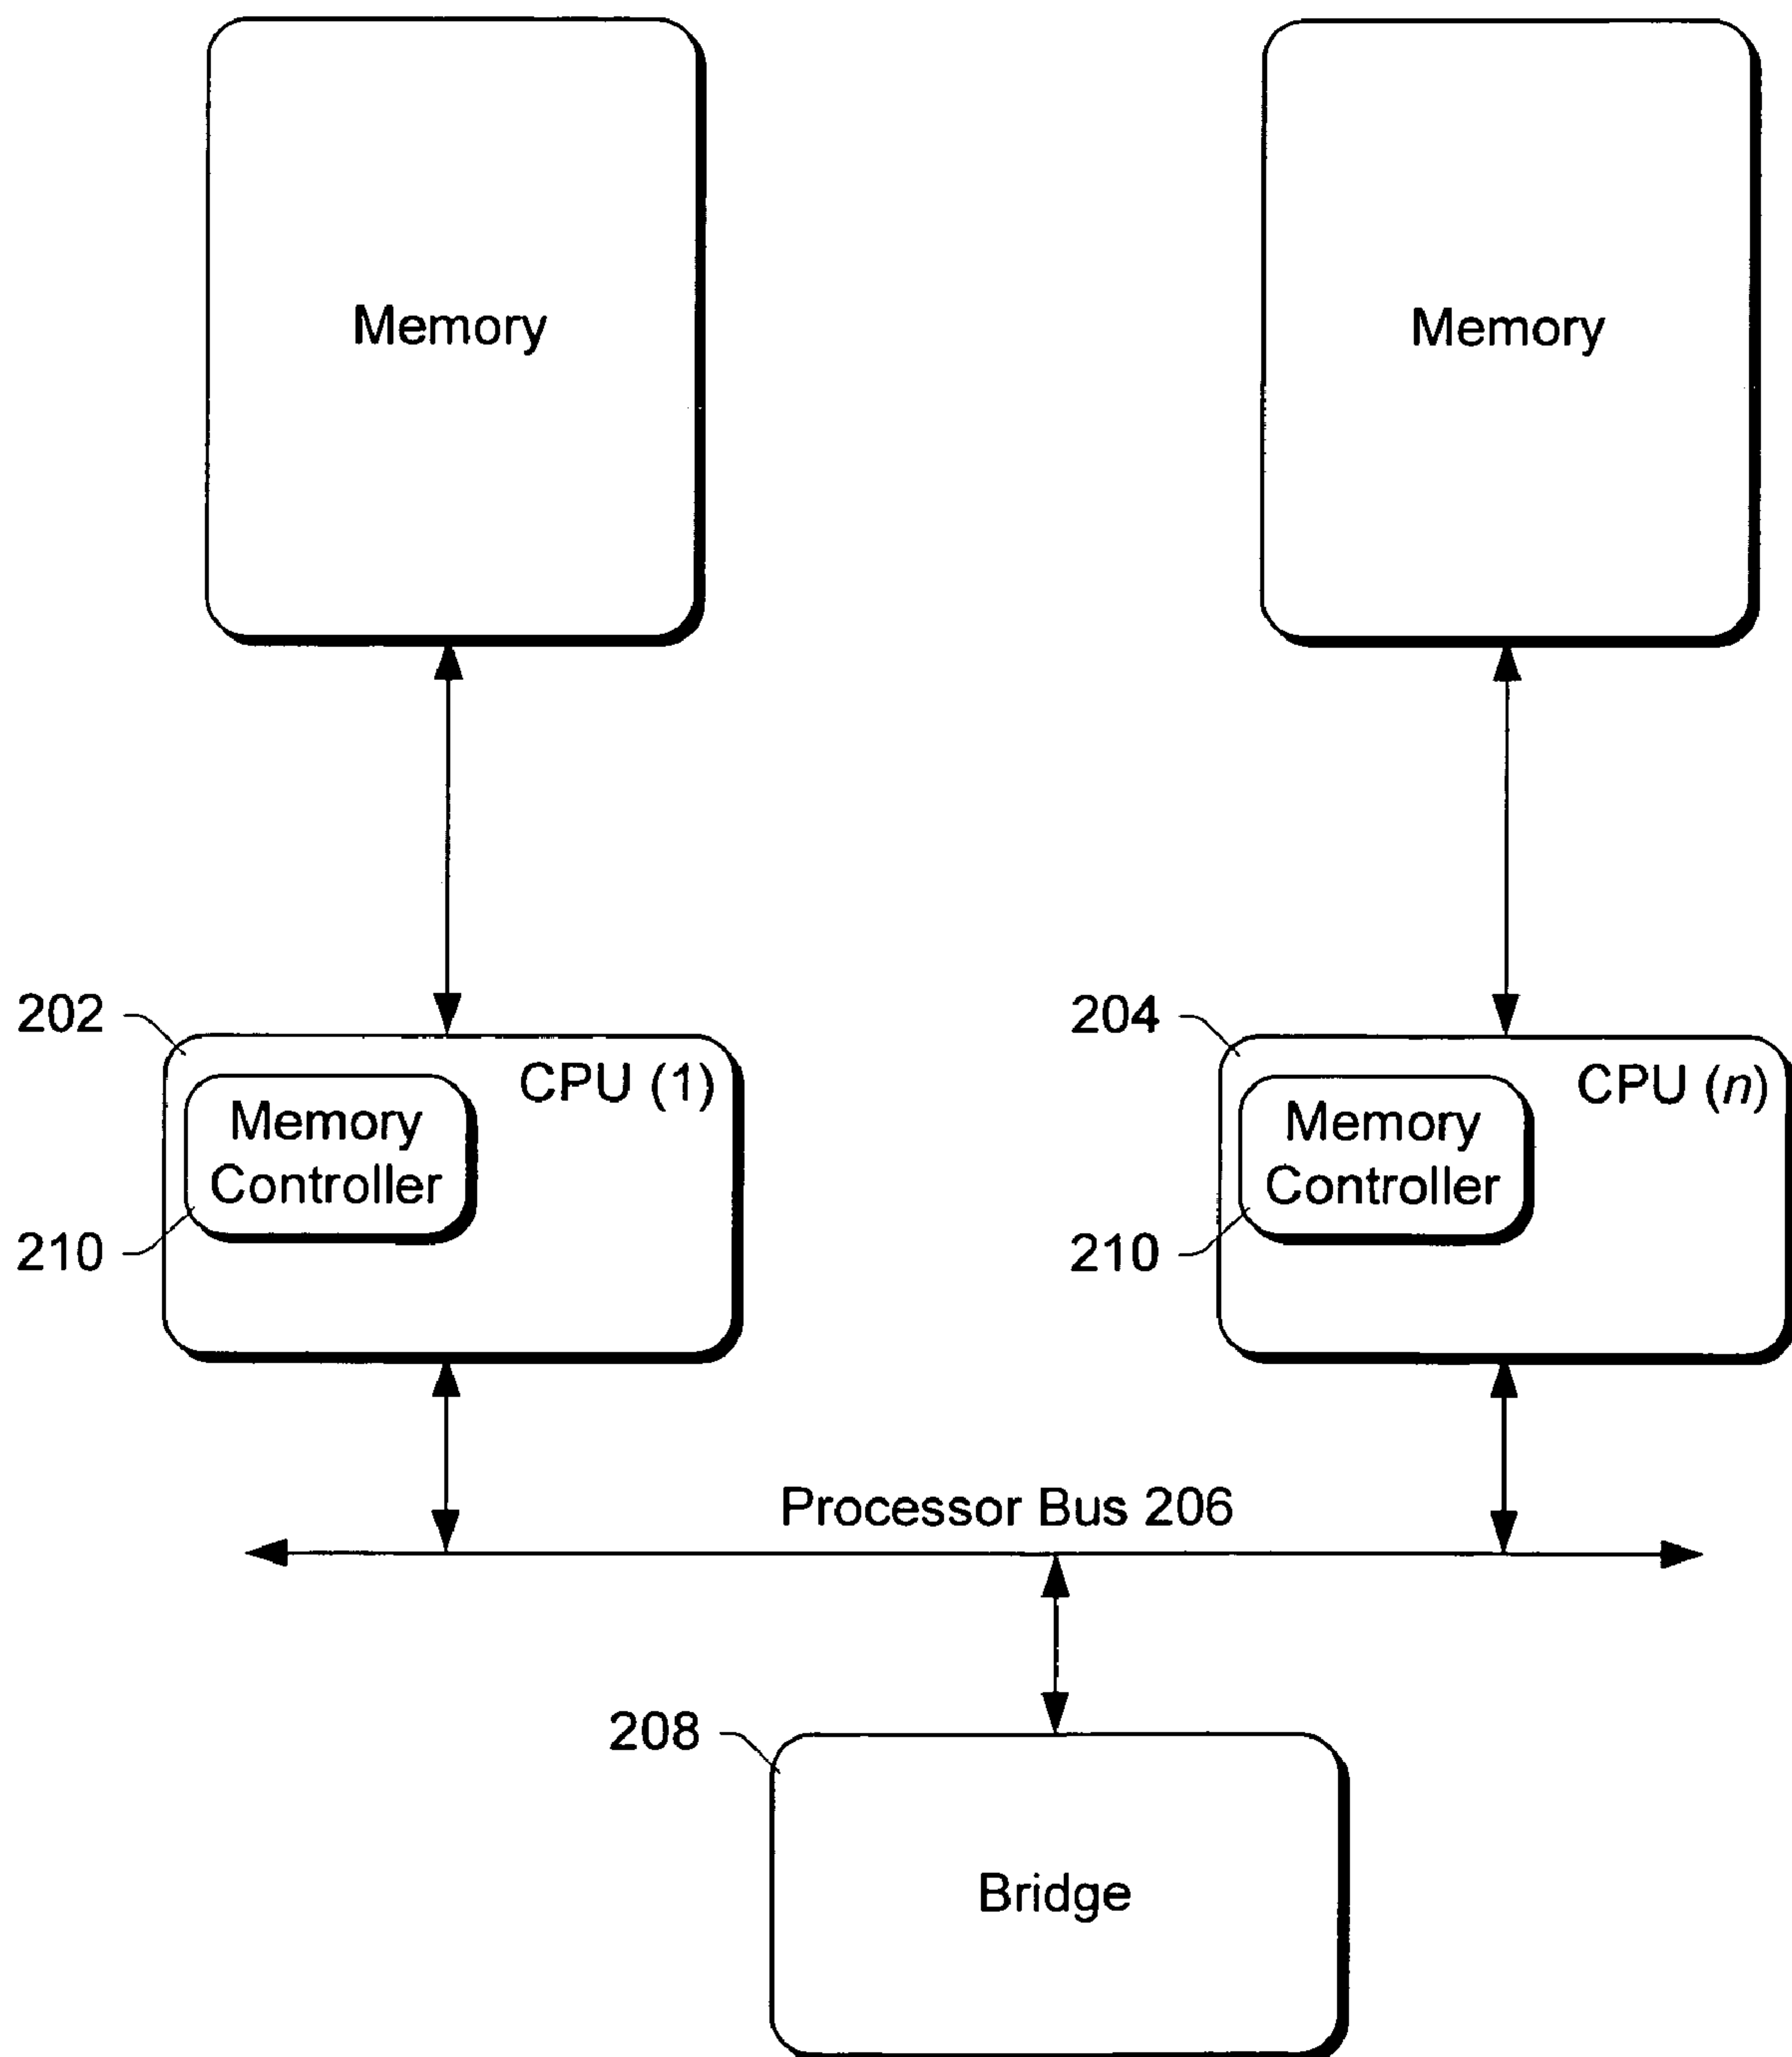 Memory
Memory
202
CPU (1)
Memory
Controller
210
204
CPU (n)
Memory
Controller
210
Processor Bus 206
208
Bridge